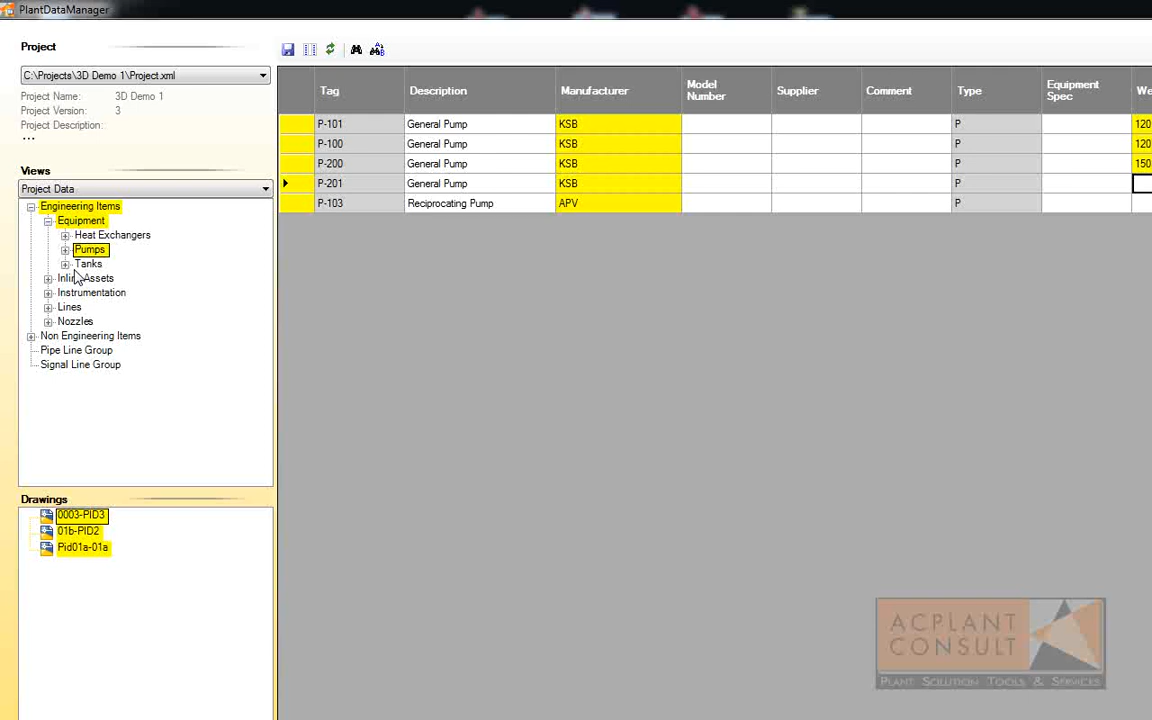 PlantDataManager
Project
C:\Projects\3D Demo 1\Project.xml
Project Name: 3D Demo 1
Project Version: 3
Project Description:
...
Views
Project Data
Engineering Items
Equipment
Heat Exchangers
Pumps
Tanks
Inline Assets
Instrumentation
Lines
Nozzles
Non Engineering Items
Pipe Line Group
Signal Line Group
Drawings
0003-PID3
01b-PID2
Pid01a-01a
Tag Description Manufacturer Model Number Supplier Comment Type Equipment Spec We
P-101 General Pump KSB P 120
P-100 General Pump KSB P 120
P-200 General Pump KSB P 150
P-201 General Pump KSB P
P-103 Reciprocating Pump APV P
ACPLANT
CONSULT
PLANT SOLUTION TOOLS & SERVICES